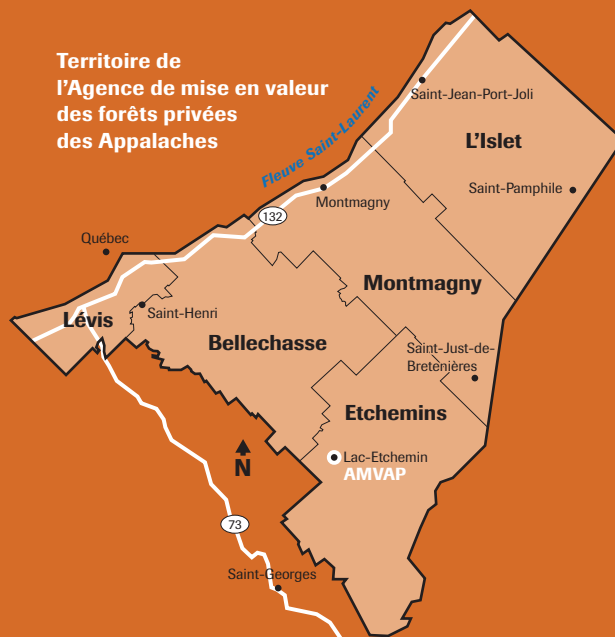 Territoire de
l'Agence de mise en valeur
des forêts privées
des Appalaches
Fleuve Saint-Laurent
Saint-Jean-Port-Joli
L'Islet
Saint-Pamphile
Montmagny
132
Québec
Montmagny
Lévis
Saint-Henri
Bellechasse
Saint-Just-de-
Bretenières
Etchemins
Lac-Etchemin
AMVAP
N
73
Saint-Georges